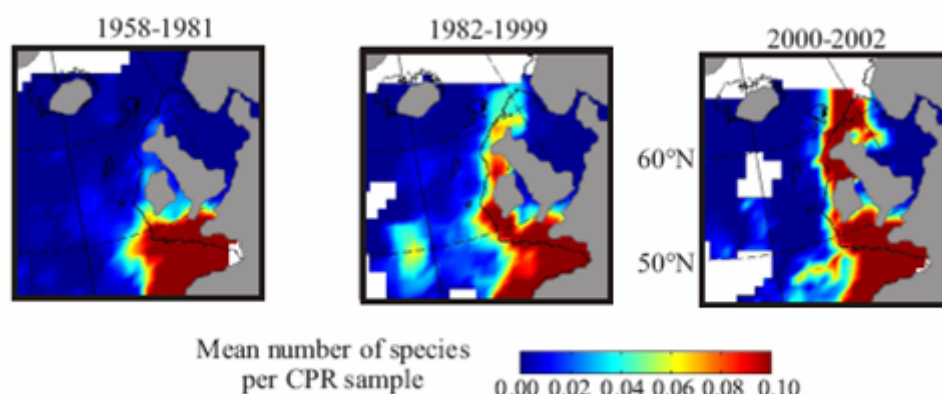 1958-1981
1982-1999
2000-2002
60°N
50°N
Mean number of species
per CPR sample
0.00 0.02 0.04 0.06 0.08 0.10